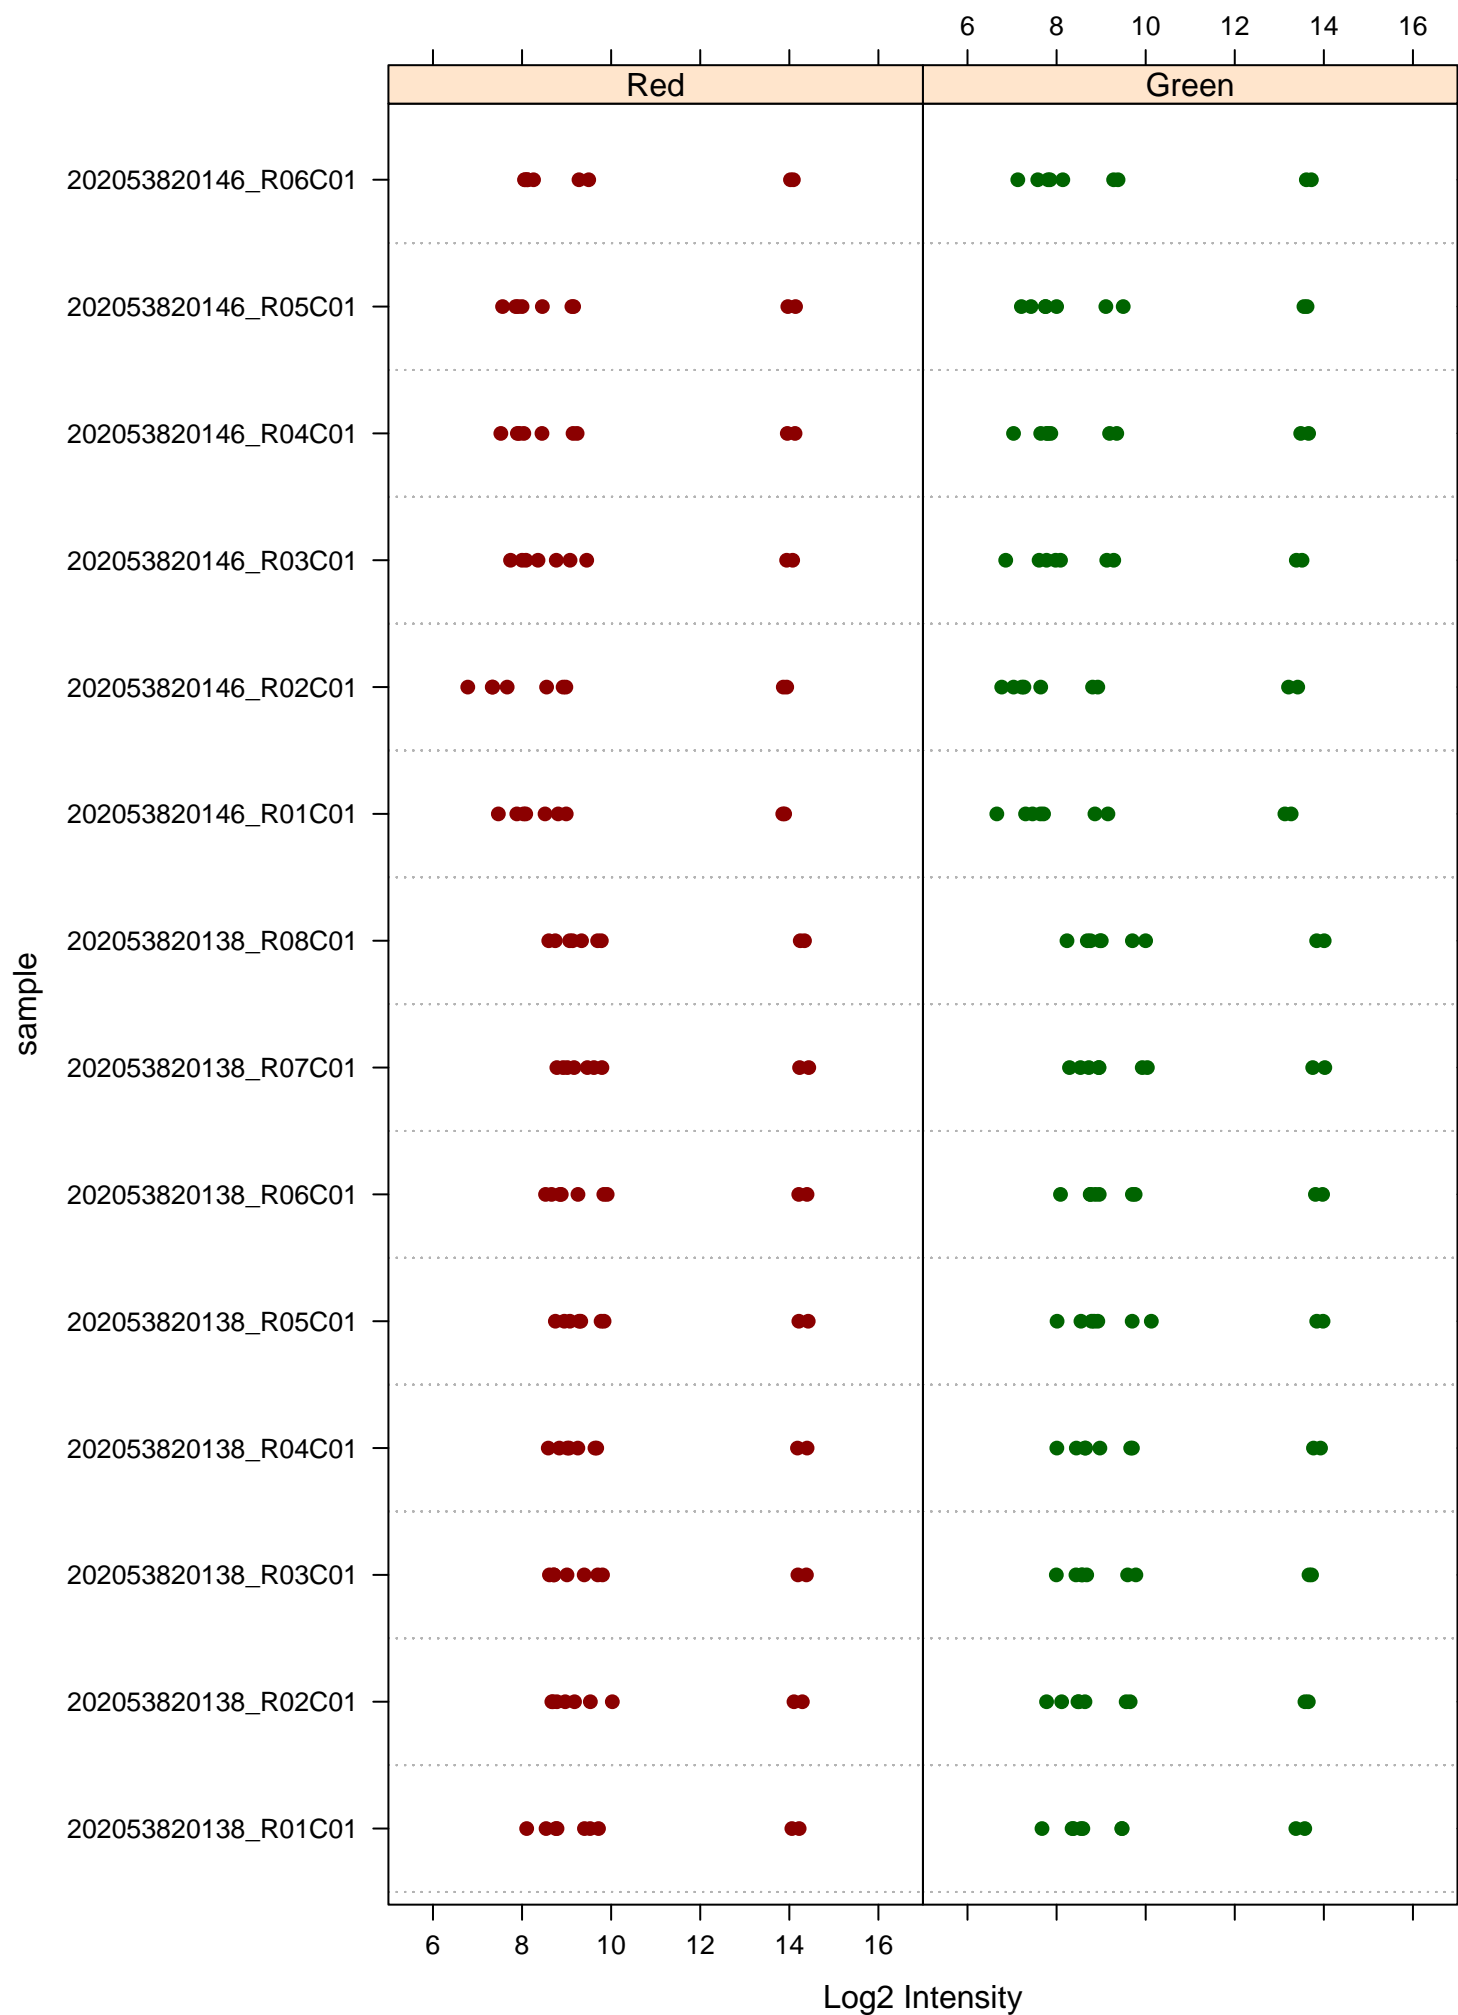 6 8 10 12 14 16
Red Green
202053820146_R06C01
202053820146_R05C01
202053820146_R04C01
202053820146_R03C01
202053820146_R02C01
202053820146_R01C01
202053820138_R08C01
202053820138_R07C01
202053820138_R06C01
202053820138_R05C01
202053820138_R04C01
202053820138_R03C01
202053820138_R02C01
202053820138_R01C01
sample
6 8 10 12 14 16
Log2 Intensity